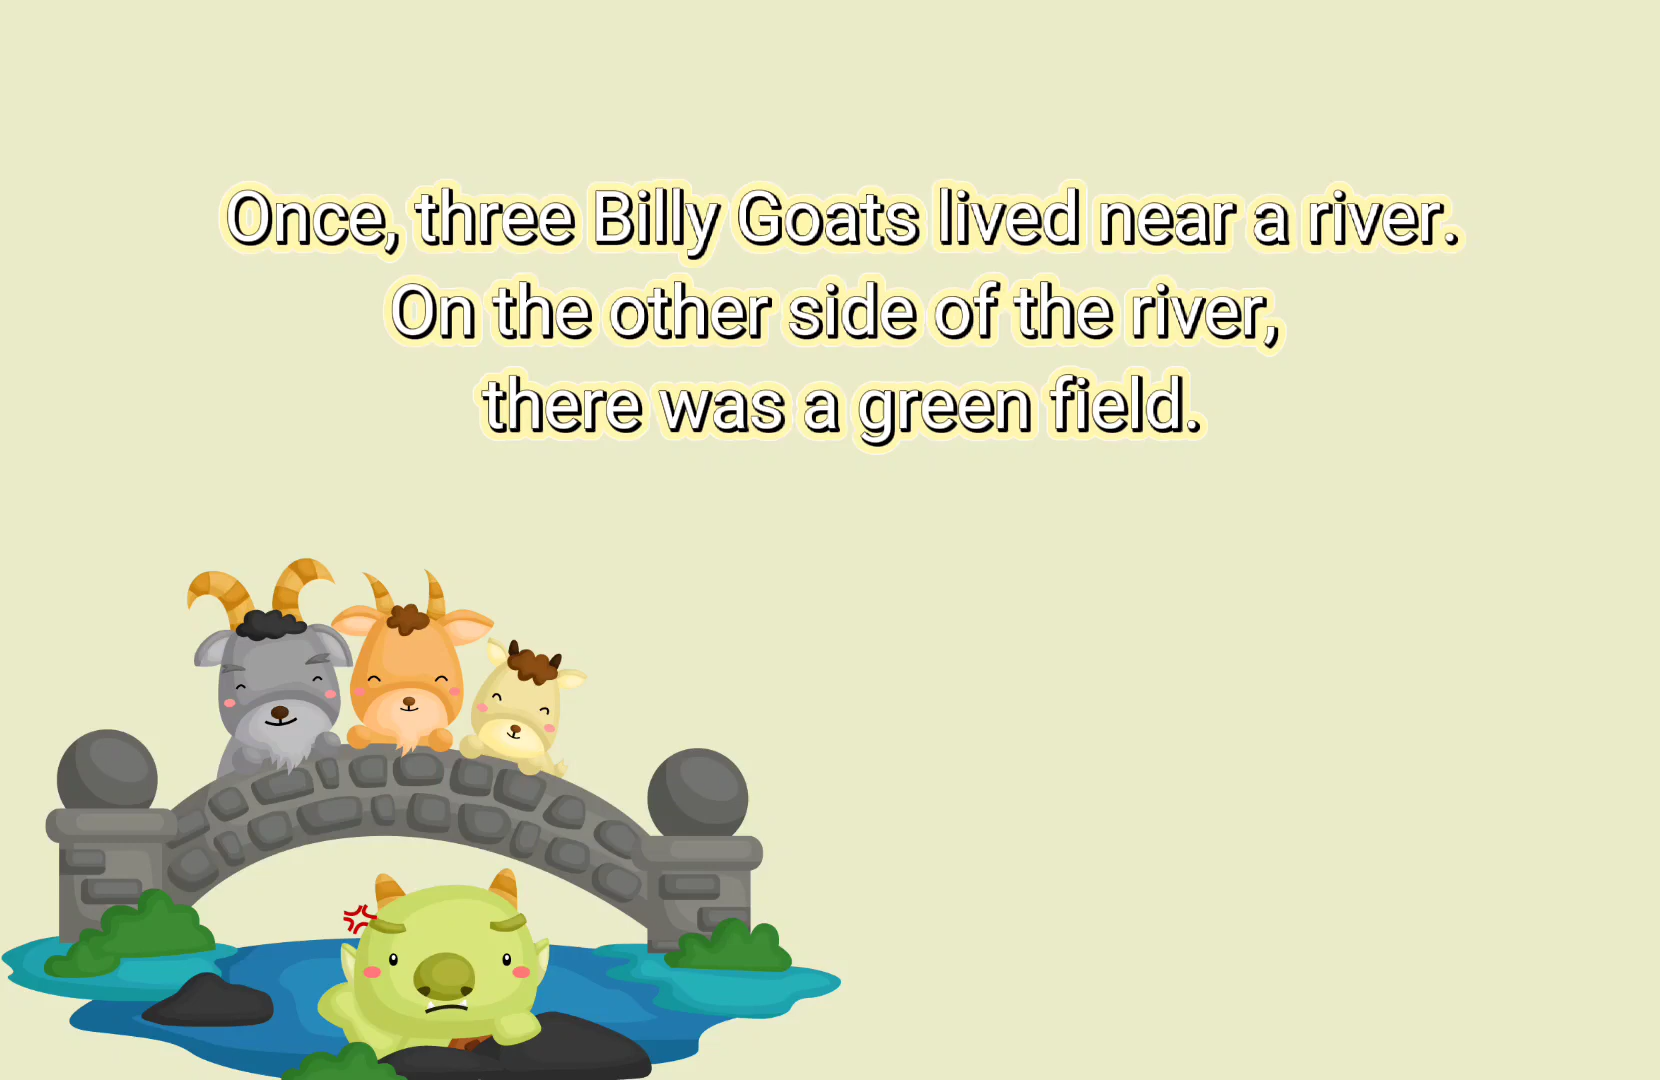 Once, three Billy Goats lived near a river.
On the other side of the river,
there was a green field.